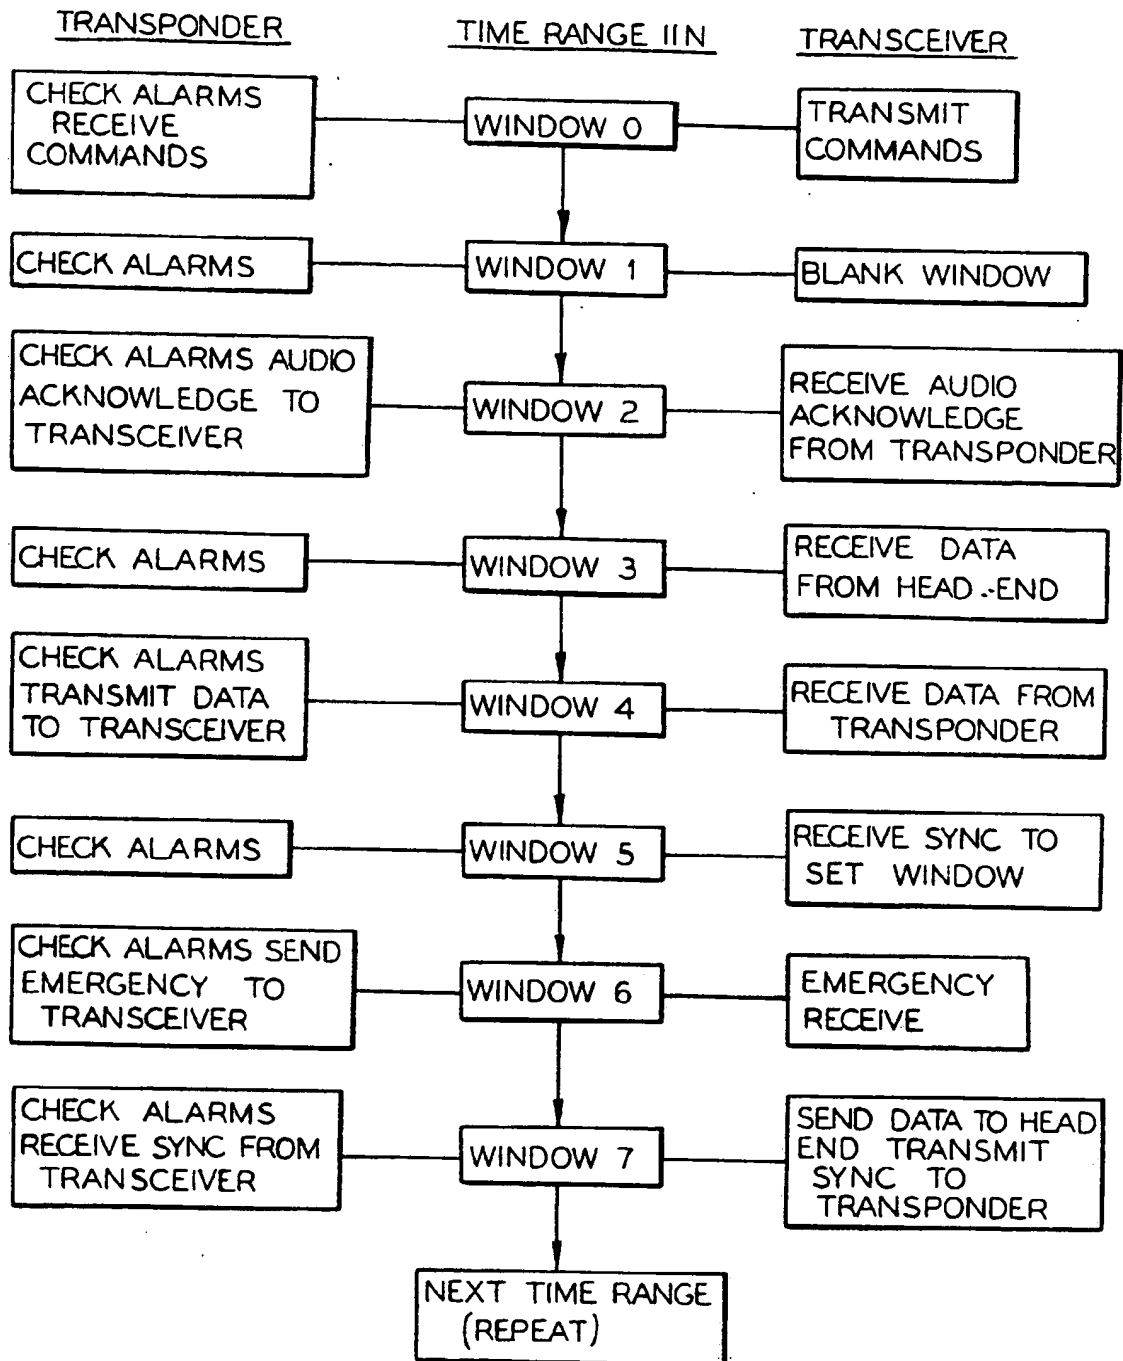 TRANSPONDER
TIME RANGE 11N
TRANSCEIVER
CHECK ALARMS
RECEIVE
COMMANDS
WINDOW 0
TRANSMIT
COMMANDS
CHECK ALARMS
WINDOW 1
BLANK WINDOW
CHECK ALARMS AUDIO
ACKNOWLEDGE TO
TRANSCEIVER
WINDOW 2
RECEIVE AUDIO
ACKNOWLEDGE
FROM TRANSPONDER
CHECK ALARMS
WINDOW 3
RECEIVE DATA
FROM HEAD-END
CHECK ALARMS
TRANSMIT DATA
TO TRANSCEIVER
WINDOW 4
RECEIVE DATA FROM
TRANSPONDER
CHECK ALARMS
WINDOW 5
RECEIVE SYNC TO
SET WINDOW
CHECK ALARMS SEND
EMERGENCY TO
TRANSCEIVER
WINDOW 6
EMERGENCY
RECEIVE
CHECK ALARMS
RECEIVE SYNC FROM
TRANSCEIVER
WINDOW 7
SEND DATA TO HEAD
END TRANSMIT
SYNC TO
TRANSPONDER
NEXT TIME RANGE
(REPEAT)